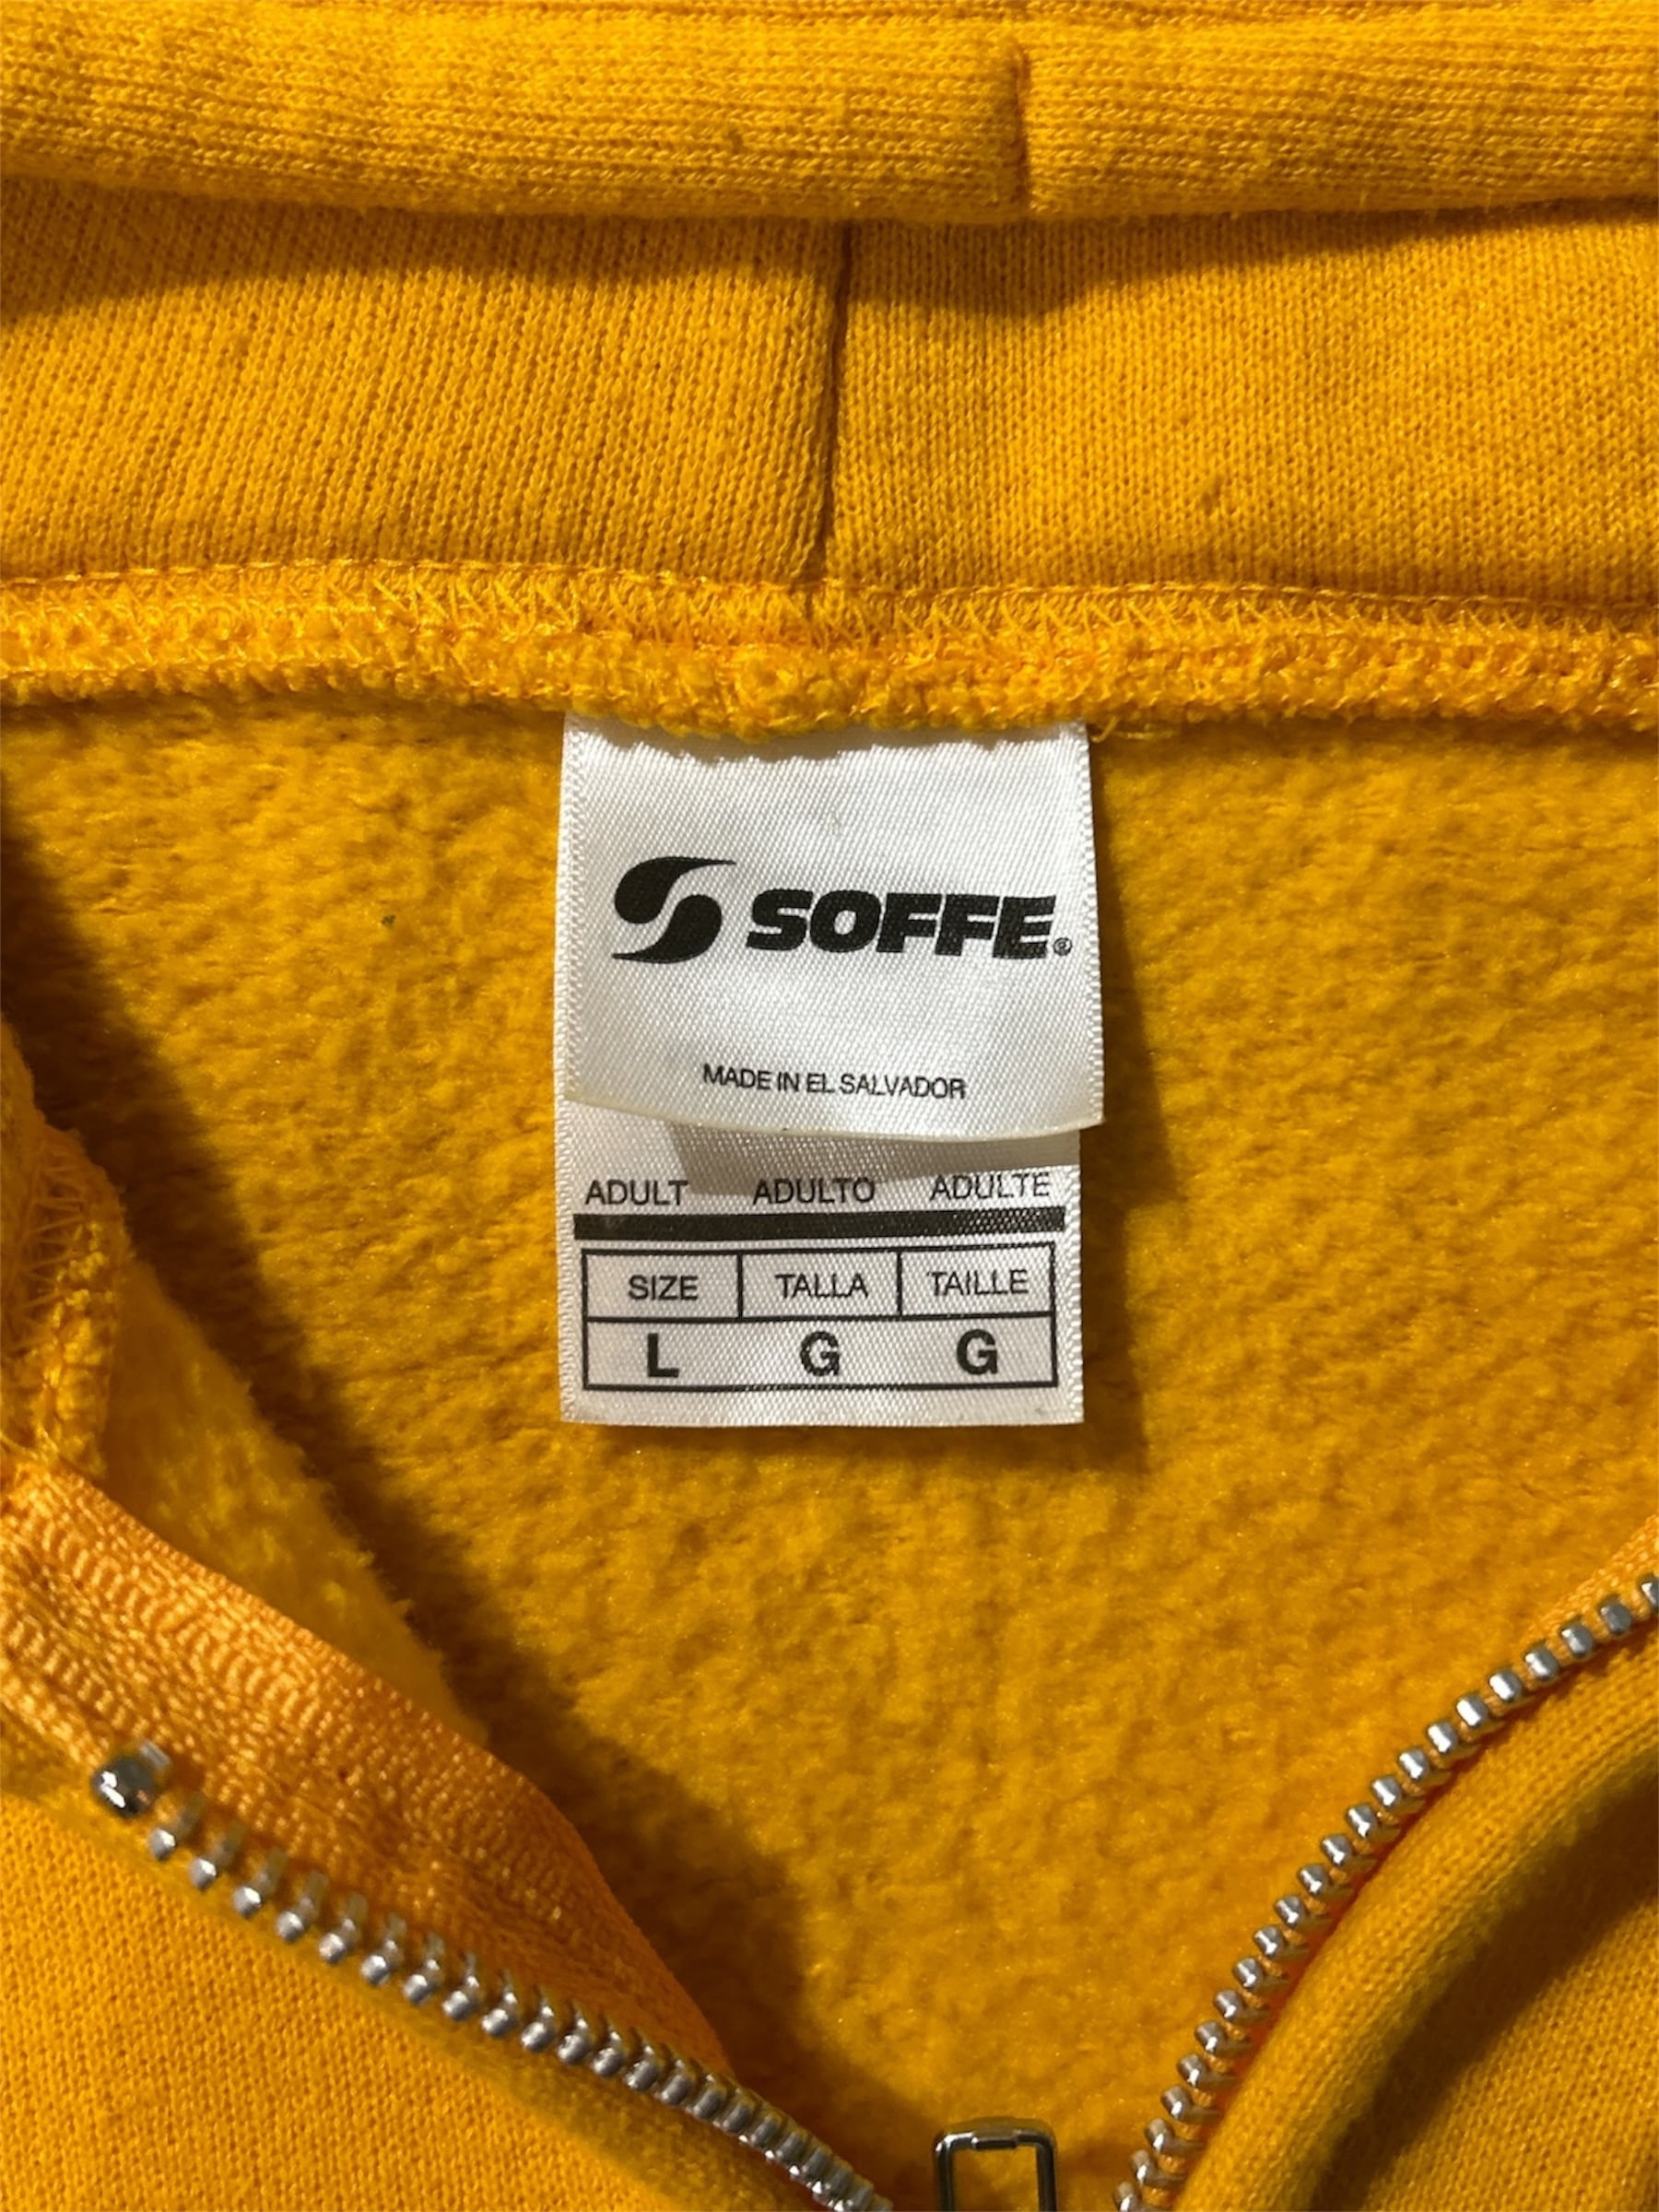 SOFFE®
MADE IN EL SALVADOR
ADULT ADULTO ADULTE
SIZE TALLA TAILLE
L G G